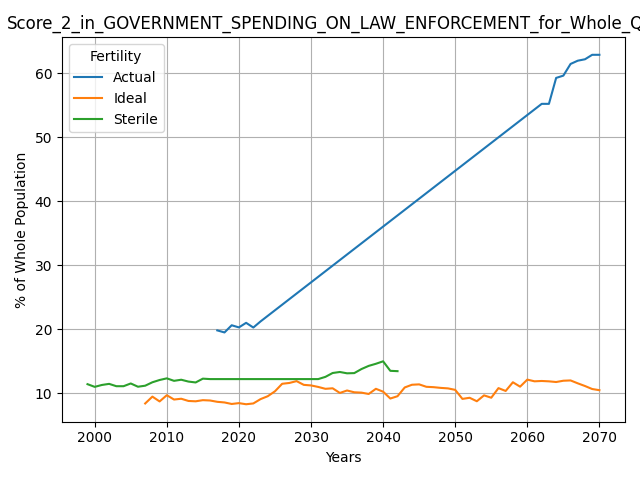 Score_2_in_GOVERNMENT_SPENDING_ON_LAW_ENFORCEMENT_for_Whole_Q
Fertility
Actual
Ideal
Sterile
% of Whole Population
60
50
40
30
20
10
2000 2010 2020 2030 2040 2050 2060 2070
Years